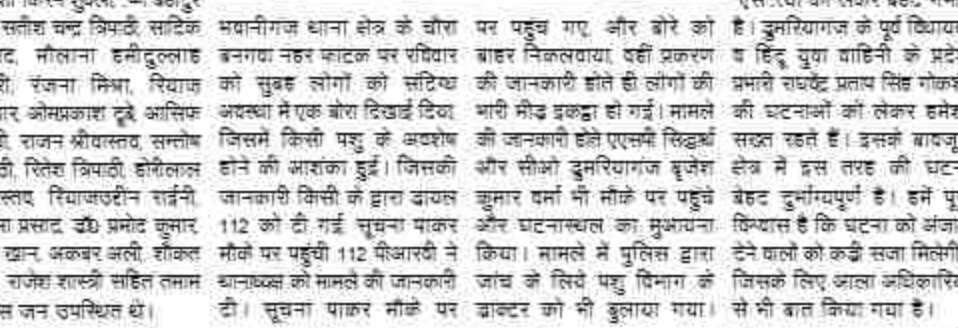 सतीश चन्द्र त्रिपाठी, सादिक
मौलाना हमीदुल्लाह
रंजना मिश्रा, रियाज
ओमप्रकाश दूबे आसिफ
राजन श्रीवास्तव, सन्तोष
रितेश त्रिपाठी, होरीलाल
रियाजउद्दीन राईनी,
प्रसाद, डॉ० प्रमोद कुमार,
खान, अकबर अली, शौकत
राजेश शास्त्री सहित तमाम
जन उपस्थित थे।
भवानीगंज थाना क्षेत्र के चौरा
बनगवा नहर फाटक पर रविवार
को सुबह लोगों को संदिग्ध
अवस्था में एक बोरा दिखाई दिया,
जिसमें किसी पशु के अवशेष
होने की आशंका हुई। जिसकी
जानकारी किसी के द्वारा डायल
112 को दी गई, सूचना पाकर
मौके पर पहुंची 112 पीआरवी ने
थानाध्यक्ष को मामले की जानकारी
दी। सूचना पाकर मौके पर
पर पहुंच गए, और बोरे को
बाहर निकलवाया, वहीं प्रकरण
की जानकारी होते ही लोगों की
भारी भीड़ इकट्ठा हो गई। मामले
की जानकारी होते एएसपी सिद्धार्थ
और सीओ डुमरियागंज बृजेश
कुमार वर्मा भी मौके पर पहुंचे
और घटनास्थल का मुआयना
किया। मामले में पुलिस द्वारा
जांच के लिये पशु विभाग के
डाक्टर को भी बुलाया गया।
है। डुमरियागंज के पूर्व विधायक
व हिंदू युवा वाहिनी के प्रदे
प्रभारी राघवेंद्र प्रताप सिंह गोकश
की घटनाओं को लेकर हमेश
सख्त रहते हैं। इसके बावजू
क्षेत्र में इस तरह की घटन
बेहद दुर्भाग्यपूर्ण है। हमें पू
विश्वास है कि घटना को अंजा
देने वालों को कड़ी सजा मिलेगी
जिसके लिए आला अधिकारिय
से भी बात किया गया है।